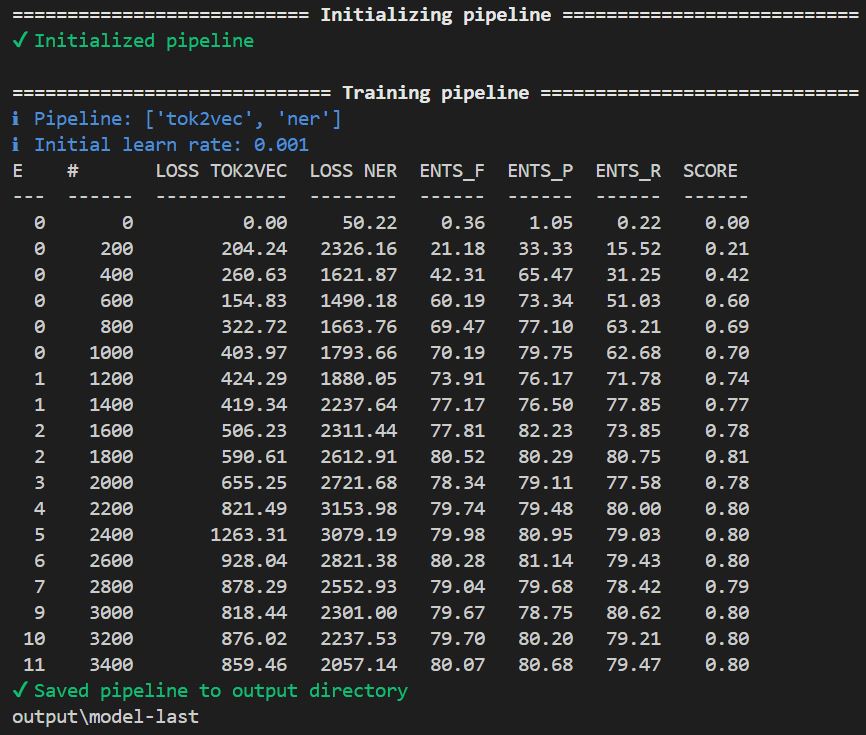 =========================== Initializing pipeline ===========================
✔ Initialized pipeline
============================= Training pipeline =============================
ℹ Pipeline: ['tok2vec', 'ner']
ℹ Initial learn rate: 0.001
E    #       LOSS TOK2VEC  LOSS NER  ENTS_F  ENTS_P  ENTS_R  SCORE
---  ------  ------------  --------  ------  ------  ------  ------
  0       0          0.00     50.22    0.36    1.05    0.22    0.00
  0     200        204.24   2326.16   21.18   33.33   15.52    0.21
  0     400        260.63   1621.87   42.31   65.47   31.25    0.42
  0     600        154.83   1490.18   60.19   73.34   51.03    0.60
  0     800        322.72   1663.76   69.47   77.10   63.21    0.69
  0    1000        403.97   1793.66   70.19   79.75   62.68    0.70
  1    1200        424.29   1880.05   73.91   76.17   71.78    0.74
  1    1400        419.34   2237.64   77.17   76.50   77.85    0.77
  2    1600        506.23   2311.44   77.81   82.23   73.85    0.78
  2    1800        590.61   2612.91   80.52   80.29   80.75    0.81
  3    2000        655.25   2721.68   78.34   79.11   77.58    0.78
  4    2200        821.49   3153.98   79.74   79.48   80.00    0.80
  5    2400       1263.31   3079.19   79.98   80.95   79.03    0.80
  6    2600        928.04   2821.38   80.28   81.14   79.43    0.80
  7    2800        878.29   2552.93   79.04   79.68   78.42    0.79
  9    3000        818.44   2301.00   79.67   78.75   80.62    0.80
 10    3200        876.02   2237.53   79.70   80.20   79.21    0.80
 11    3400        859.46   2057.14   80.07   80.68   79.47    0.80
✔ Saved pipeline to output directory
output\model-last